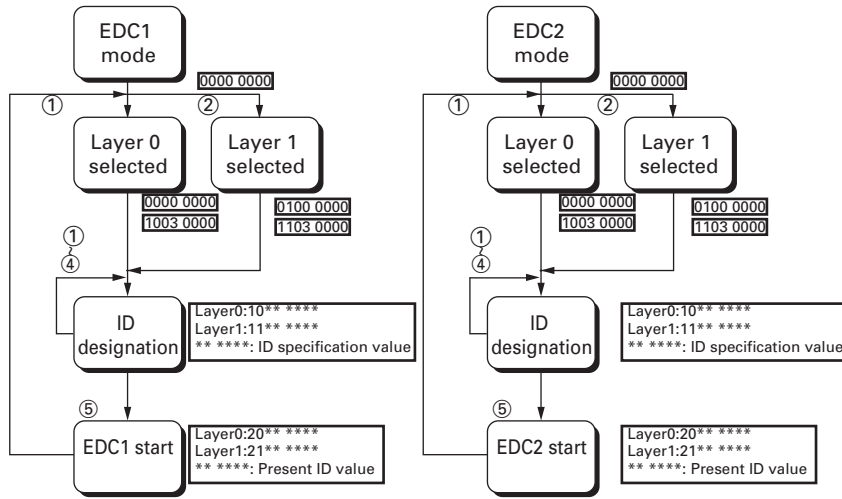 EDC1
mode
0000 0000
①
②
Layer 0
selected
Layer 1
selected
0000 0000
1003 0000
0100 0000
1103 0000
①
~
④
ID
designation
Layer0:10** ****
Layer1:11** ****
** ****: ID specification value
⑤
EDC1 start
Layer0:20** ****
Layer1:21** ****
** ****: Present ID value
EDC2
mode
0000 0000
①
②
Layer 0
selected
Layer 1
selected
0000 0000
1003 0000
0100 0000
1103 0000
①
~
④
ID
designation
Layer0:10** ****
Layer1:11** ****
** ****: ID specification value
⑤
EDC2 start
Layer0:20** ****
Layer1:21** ****
** ****: Present ID value